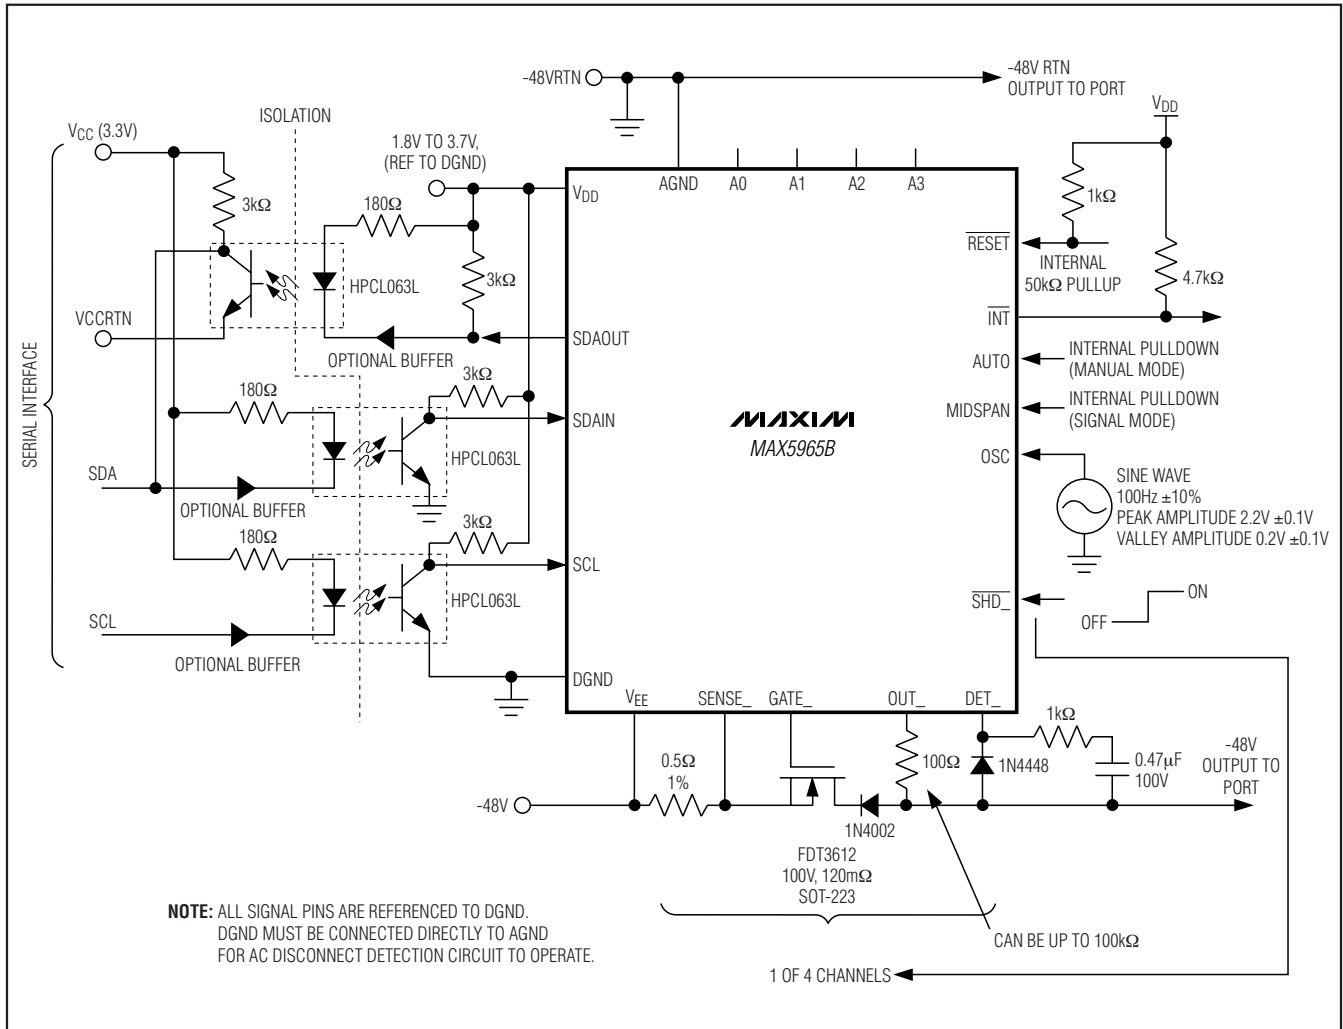 -48VRTN
-48V RTN
OUTPUT TO PORT
ISOLATION
VDD
VCC (3.3V)
1.8V TO 3.7V,
(REF TO DGND)
AGND
A0
A1
A2
A3
VDD
180Ω
3kΩ
1kΩ
RESET
HPCL063L
3kΩ
INTERNAL
50kΩ PULLUP
4.7kΩ
VCCRTN
INT
SDAOUT
OPTIONAL BUFFER
AUTO
INTERNAL PULLDOWN
(MANUAL MODE)
SERIAL INTERFACE
180Ω
3kΩ
MIDSPAN
INTERNAL PULLDOWN
(SIGNAL MODE)
SDAIN
MAXIM
MAX5965B
HPCL063L
OSC
SDA
SINE WAVE
100Hz ±10%
PEAK AMPLITUDE 2.2V ±0.1V
VALLEY AMPLITUDE 0.2V ±0.1V
OPTIONAL BUFFER
180Ω
3kΩ
SCL
HPCL063L
SHD_
ON
OFF
SCL
OPTIONAL BUFFER
DGND
VEE
SENSE_
GATE_
OUT_
DET_
1kΩ
0.5Ω
1%
100Ω
1N4448
0.47µF
100V
-48V
OUTPUT TO
PORT
-48V
1N4002
FDT3612
100V, 120mΩ
SOT-223
NOTE: ALL SIGNAL PINS ARE REFERENCED TO DGND.
DGND MUST BE CONNECTED DIRECTLY TO AGND
FOR AC DISCONNECT DETECTION CIRCUIT TO OPERATE.
CAN BE UP TO 100kΩ
1 OF 4 CHANNELS